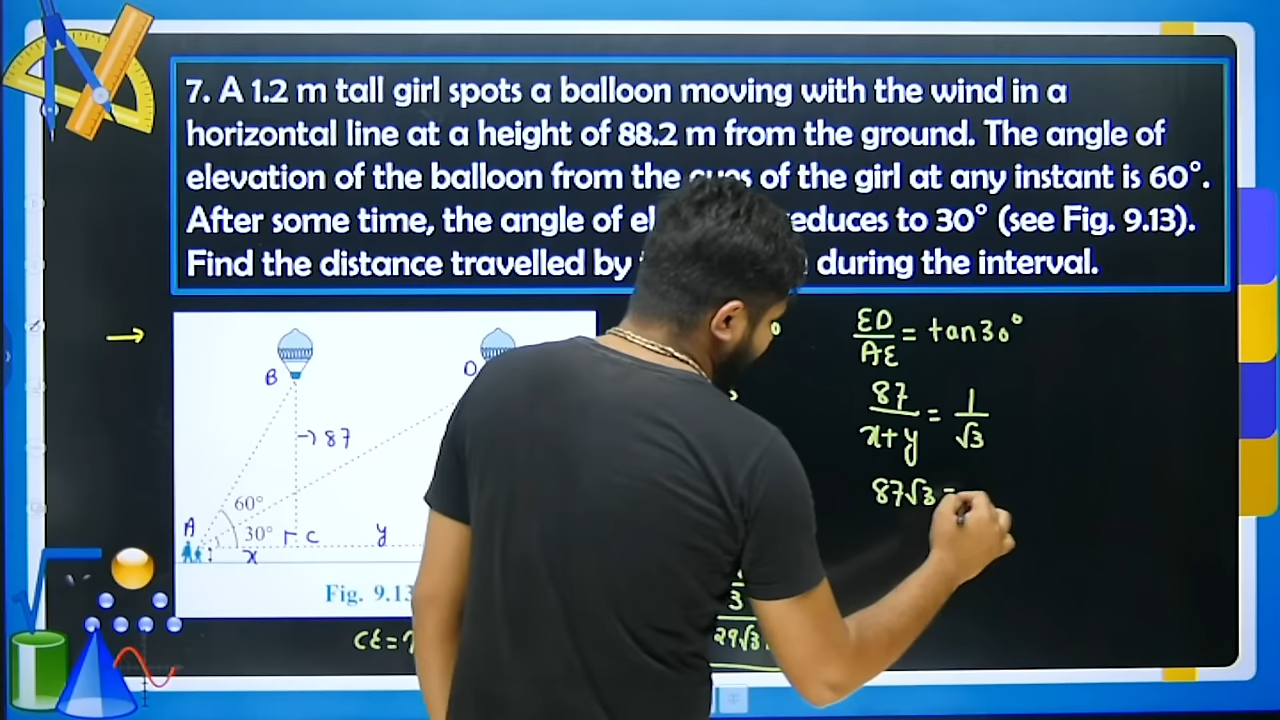 7. A 1.2 m tall girl spots a balloon moving with the wind in a
horizontal line at a height of 88.2 m from the ground. The angle of
elevation of the balloon from the eyes of the girl at any instant is 60°.
After some time, the angle of reduces to 30° (see Fig. 9.13).
Find the distance travelled by during the interval.
B
D
→ 87
60°
A
30°
C
y
x
Fig. 9.13
CE = ?
3
29√3
ED/AE = tan30°
87/x+y = 1/√3
87√3 =